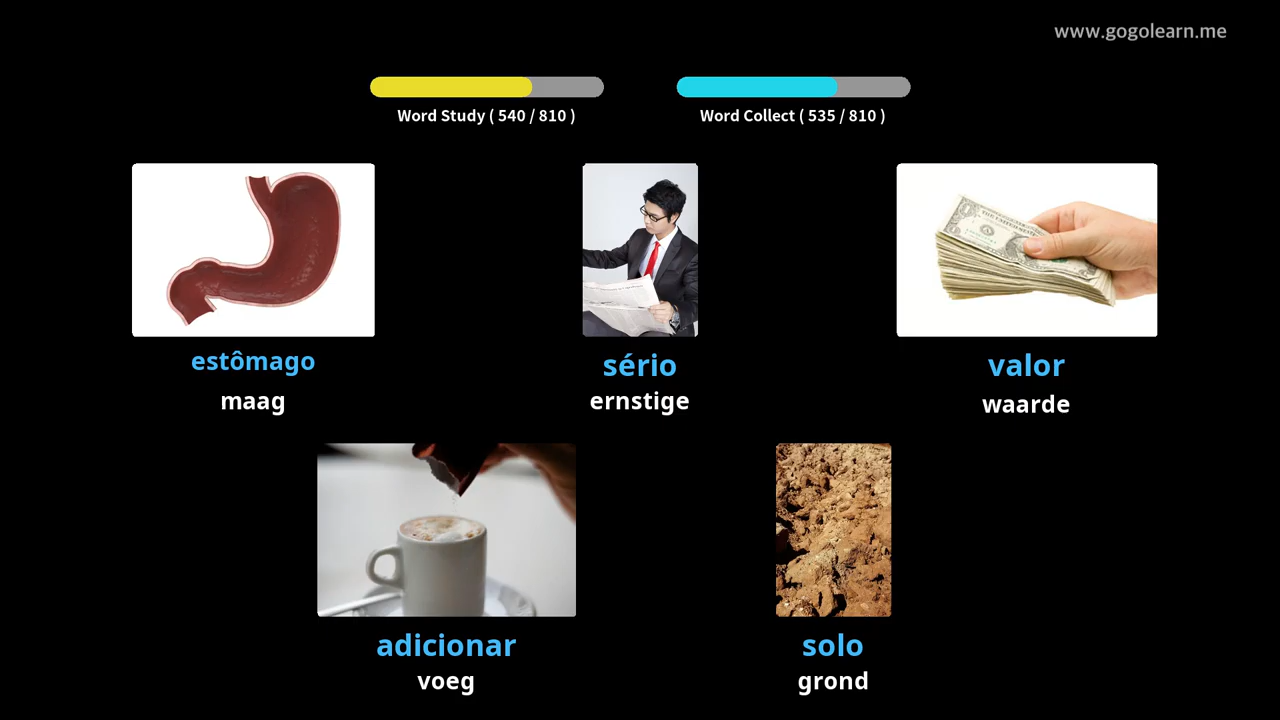 www.gogolearn.me
Word Study ( 540 / 810 )
Word Collect ( 535 / 810 )
estômago
maag
sério
ernstige
valor
waarde
adicionar
voeg
solo
grond